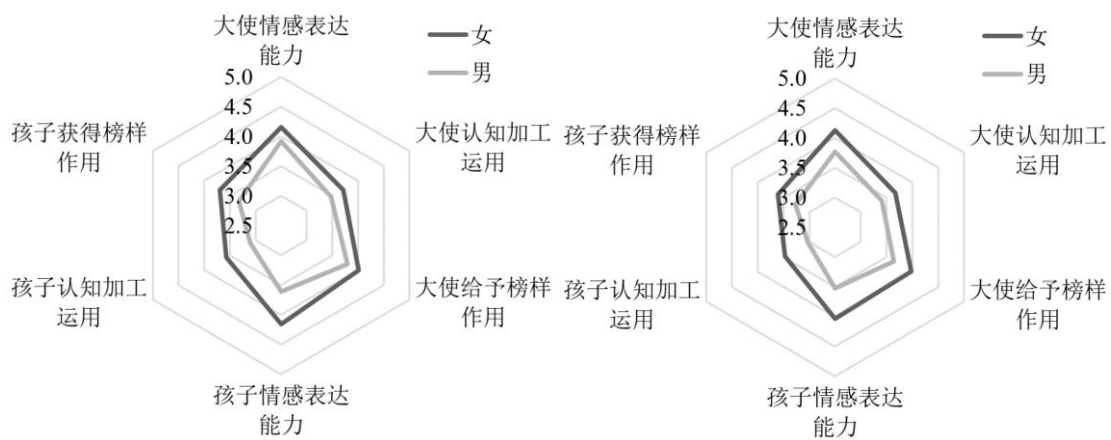 大使情感表达
能力
女
男
5.0
4.5
4.0
3.5
3.0
2.5
大使认知加工
运用
大使给予榜样
作用
孩子情感表达
能力
孩子认知加工
运用
孩子获得榜样
作用
大使情感表达
能力
女
男
5.0
4.5
4.0
3.5
3.0
2.5
大使认知加工
运用
大使给予榜样
作用
孩子情感表达
能力
孩子认知加工
运用
孩子获得榜样
作用